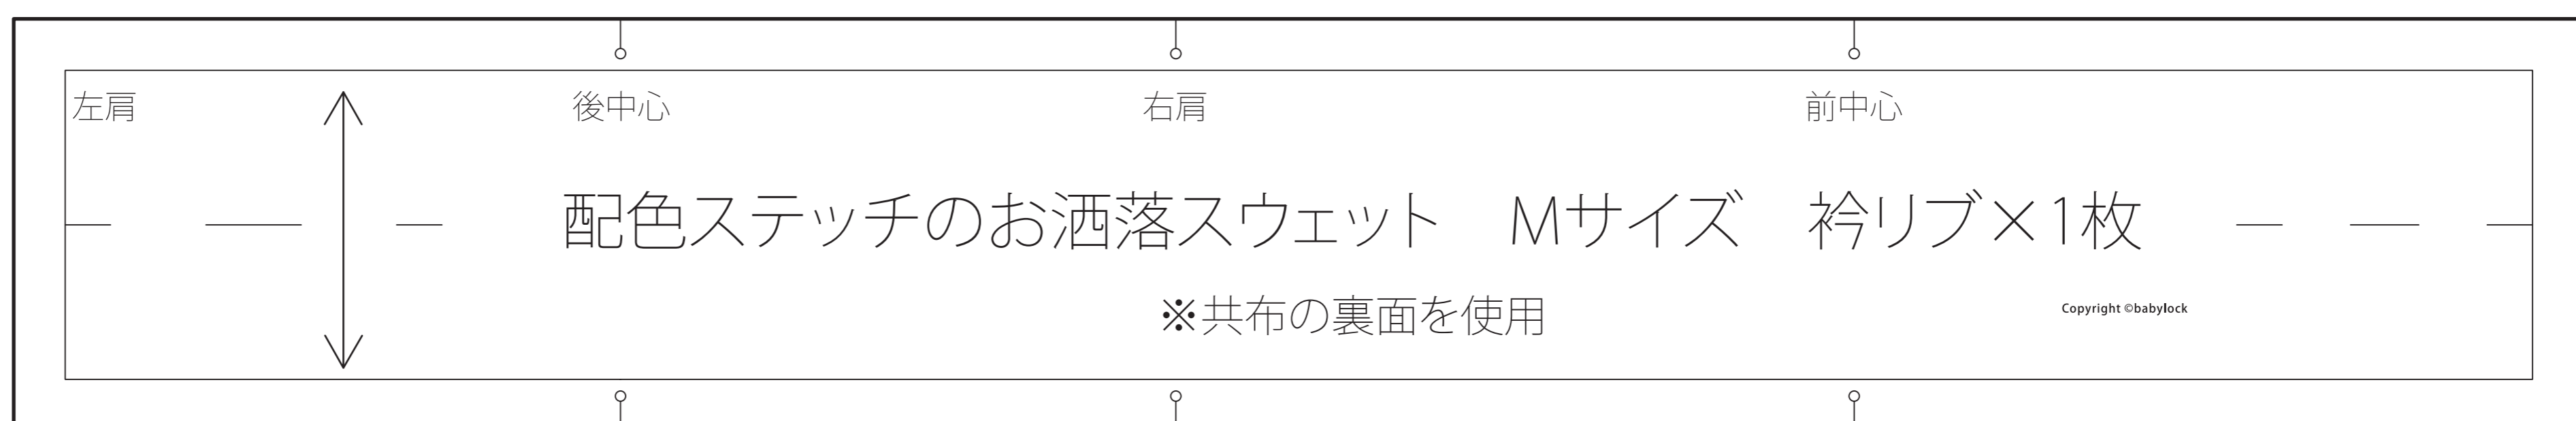 左肩
後中心
右肩
前中心
配色ステッチのお洒落スウェット　Mサイズ　衿リブ×1枚
※共布の裏面を使用
Copyright ©babylock